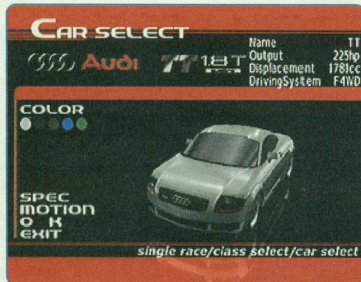 CAR SELECT
Audi TT 1.8T
Name TT
Output 225hp
Displacement 1781cc
DrivingSystem F4WD
COLOR
SPEC
MOTION
O K
EXIT
single race/class select/car select